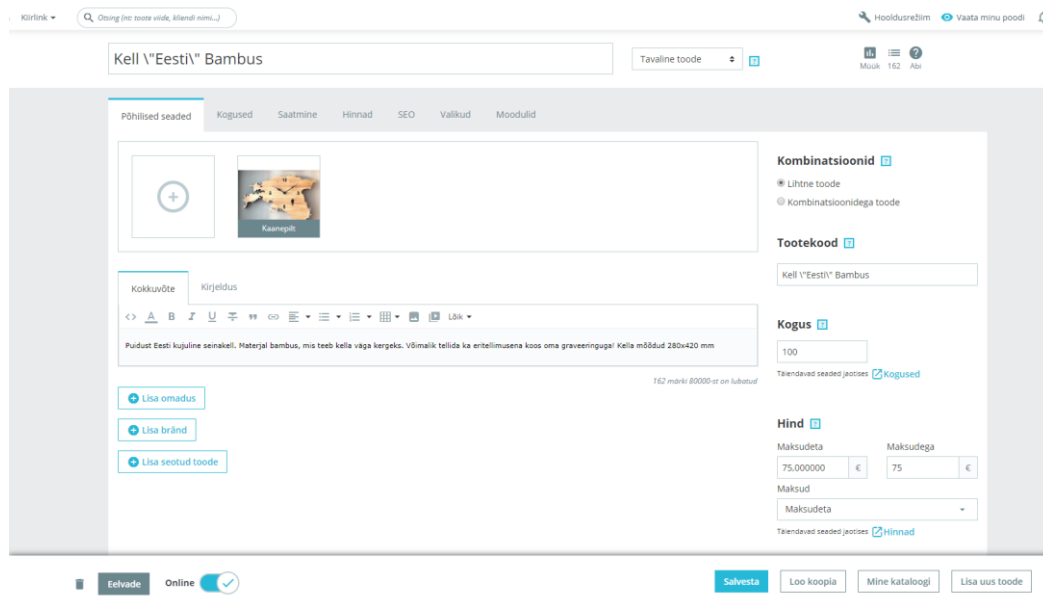 Kiirlink
Otsing (nt: toote viide, kliendi nimi...)
Hooldusrežiim
Vaata minu poodi
Kell \"Eesti\" Bambus
Tavaline toode
?
Müük
162
Abi
Põhilised seaded
Kogused
Saatmine
Hinnad
SEO
Valikud
Moodulid
Kaanepilt
Kokkuvõte
Kirjeldus
Lõik
Puidust Eesti kujuline seinakell. Materjal bambus, mis teeb kella väga kergeks. Võimalik tellida ka eritellimusena koos oma graveeringuga! Kella mõõdud 280x420 mm
162 märki 80000-st on lubatud
Lisa omadus
Lisa bränd
Lisa seotud toode
Kombinatsioonid ?
Lihtne toode
Kombinatsioonidega toode
Tootekood ?
Kell \"Eesti\" Bambus
Kogus ?
100
Täiendavad seaded jaotises Kogused
Hind ?
Maksudeta
Maksudega
75,000000 €
75 €
Maksud
Maksudeta
Täiendavad seaded jaotises Hinnad
Eelvade
Online
Salvesta
Loo koopia
Mine kataloogi
Lisa uus toode